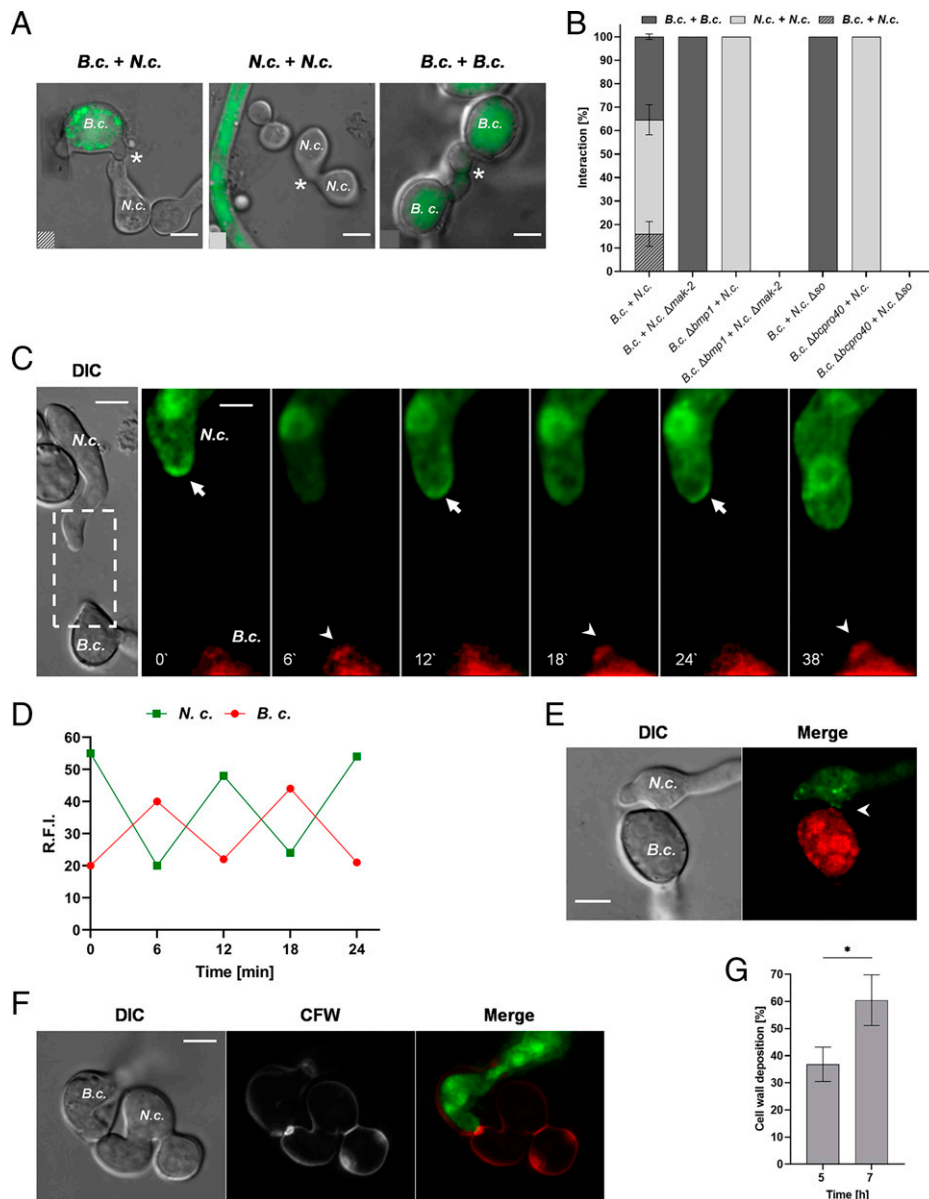 A
B.c. + N.c.
N.c. + N.c.
B.c. + B.c.
B.c.
*
N.c.
N.c.
*
N.c.
B.c.
*
B. c.
B
B.c. + B.c.
N.c. + N.c.
B.c. + N.c.
Interaction [%]
100
90
80
70
60
50
40
30
20
10
0
B.c. + N.c.
B.c. + N.c. Δmak-2
B.c. Δbmp1 + N.c.
B.c. Δbmp1 + N.c. Δmak-2
B.c. + N.c. Δso
B.c. Δbcpro40 + N.c.
B.c. Δbcpro40 + N.c. Δso
C
DIC
N.c.
B.c.
N.c.
B.c.
0`
6`
12`
18`
24`
38`
D
N. c.
B. c.
R.F.I.
60
50
40
30
20
10
0
0
6
12
18
24
Time [min]
E
DIC
Merge
N.c.
B.c.
F
DIC
CFW
Merge
B.c.
N.c.
G
*
Cell wall deposition [%]
70
60
50
40
30
20
10
0
5
7
Time [h]